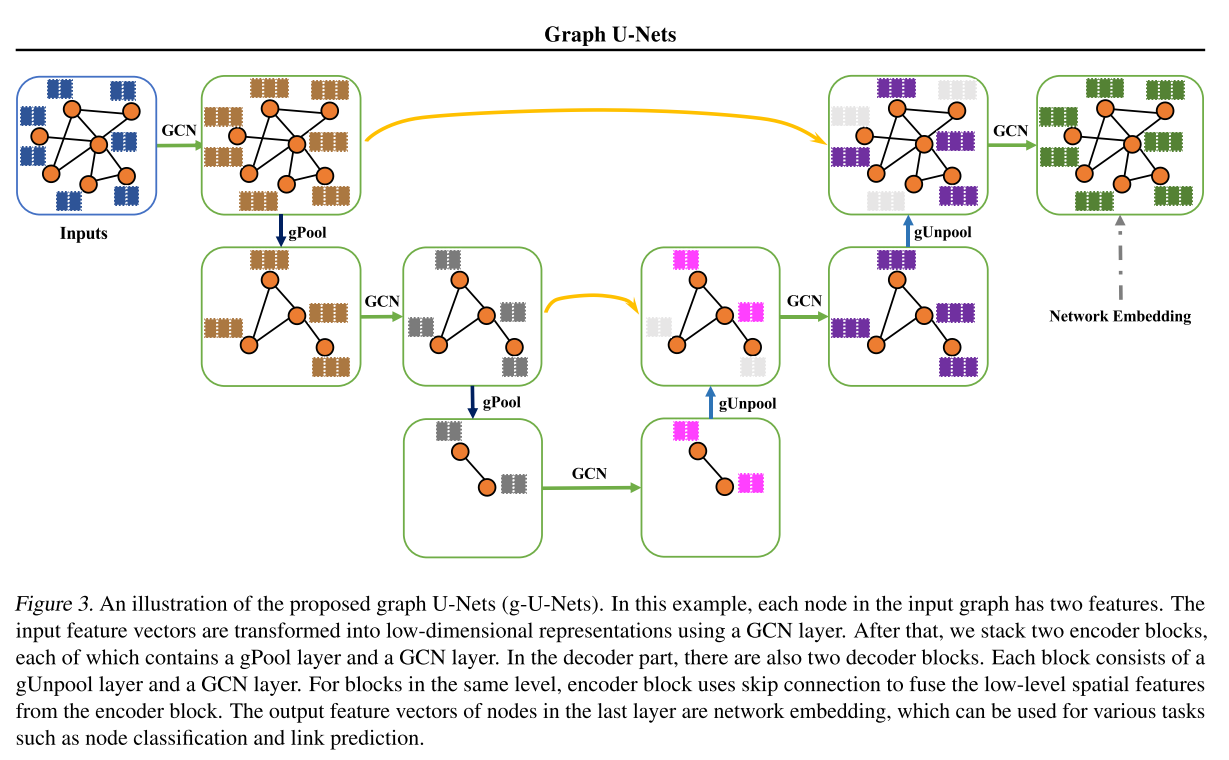 Graph U-Nets
GCN
GCN
Inputs
gPool
gUnpool
GCN
GCN
Network Embedding
gPool
gUnpool
GCN
Figure 3. An illustration of the proposed graph U-Nets (g-U-Nets). In this example, each node in the input graph has two features. The
input feature vectors are transformed into low-dimensional representations using a GCN layer. After that, we stack two encoder blocks,
each of which contains a gPool layer and a GCN layer. In the decoder part, there are also two decoder blocks. Each block consists of a
gUnpool layer and a GCN layer. For blocks in the same level, encoder block uses skip connection to fuse the low-level spatial features
from the encoder block. The output feature vectors of nodes in the last layer are network embedding, which can be used for various tasks
such as node classification and link prediction.